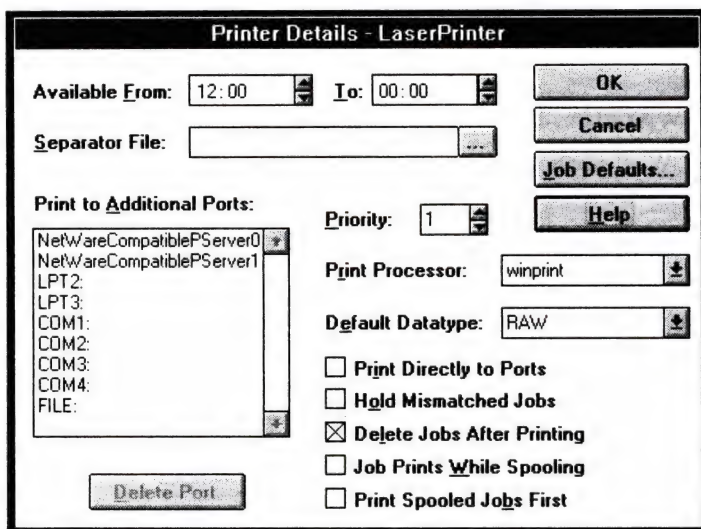 Printer Details - LaserPrinter
Available From: 12:00 To: 00:00 OK
Separator File: ... Cancel
Job Defaults...
Print to Additional Ports: Priority: 1 Help
NetWareCompatiblePServer0
NetWareCompatiblePServer1
LPT2:
LPT3:
COM1:
COM2:
COM3:
COM4:
FILE:
Print Processor: winprint
Default Datatype: RAW
Print Directly to Ports
Hold Mismatched Jobs
Delete Jobs After Printing
Job Prints While Spooling
Print Spooled Jobs First
Delete Port